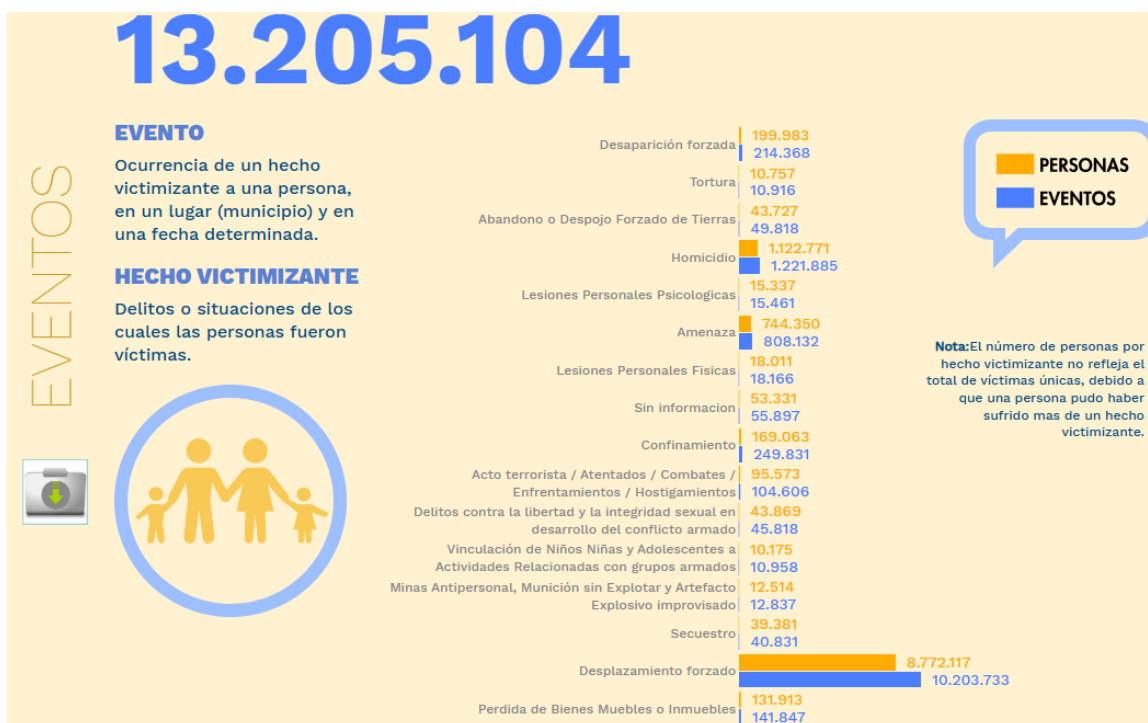 13.205.104
EVENTOS
EVENTO
Ocurrencia de un hecho
victimizante a una persona,
en un lugar (municipio) y en
una fecha determinada.
HECHO VICTIMIZANTE
Delitos o situaciones de los
cuales las personas fueron
víctimas.
Desaparición forzada
199.983
214.368
Tortura
10.757
10.916
Abandono o Despojo Forzado de Tierras
43.727
49.818
Homicidio
1.122.771
1.221.885
Lesiones Personales Psicologicas
15.337
15.461
Amenaza
744.350
808.132
Lesiones Personales Fisicas
18.011
18.166
Sin informacion
53.331
55.897
Confinamiento
169.063
249.831
Acto terrorista / Atentados / Combates /
Enfrentamientos / Hostigamientos
95.573
104.606
Delitos contra la libertad y la integridad sexual en
desarrollo del conflicto armado
43.869
45.818
Vinculación de Niños Niñas y Adolescentes a
Actividades Relacionadas con grupos armados
10.175
10.958
Minas Antipersonal, Munición sin Explotar y Artefacto
Explosivo improvisado
12.514
12.837
Secuestro
39.381
40.831
Desplazamiento forzado
8.772.117
10.203.733
Perdida de Bienes Muebles o Inmuebles
131.913
141.847
PERSONAS
EVENTOS
Nota:El número de personas por
hecho victimizante no refleja el
total de víctimas únicas, debido a
que una persona pudo haber
sufrido mas de un hecho
victimizante.